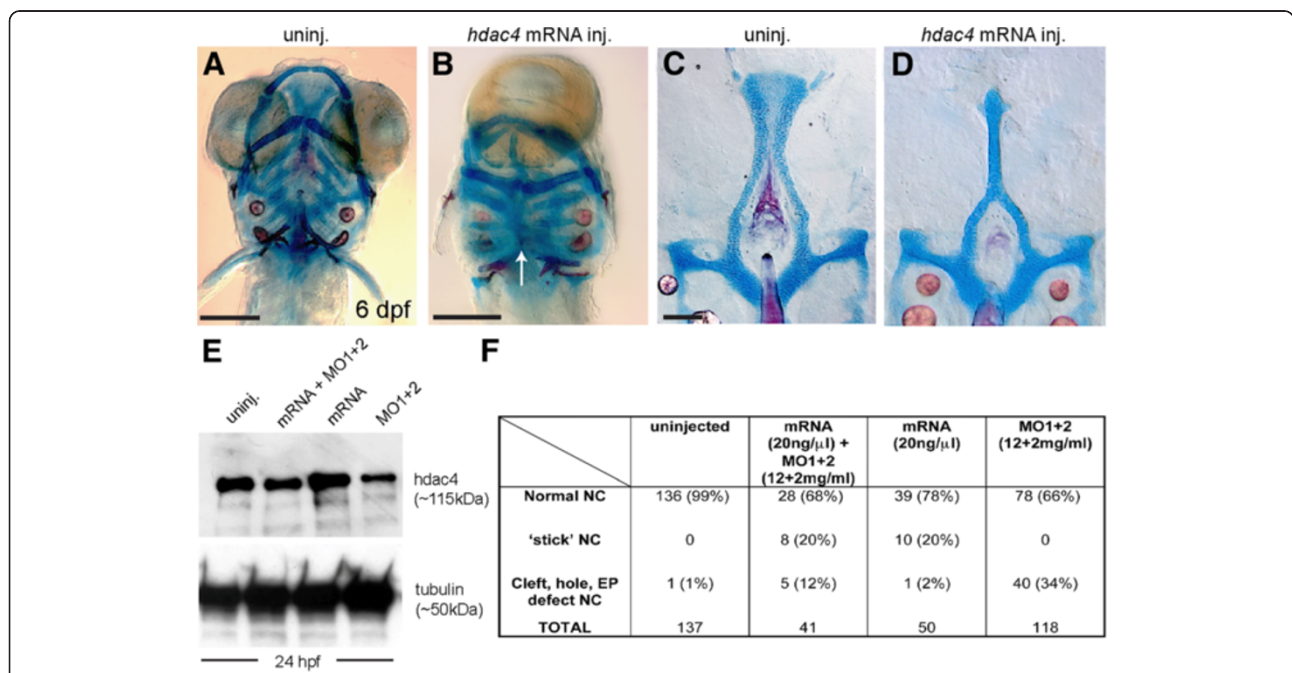 uninj.
hdac4 mRNA inj.
uninj.
hdac4 mRNA inj.
A
B
C
D
6 dpf
E
uninj.
mRNA + MO1+2
mRNA
MO1+2
hdac4
(~115kDa)
tubulin
(~50kDa)
24 hpf
F
uninjected
mRNA
(20ng/μl) +
MO1+2
(12+2mg/ml)
mRNA
(20ng/μl)
MO1+2
(12+2mg/ml)
Normal NC 136 (99%) 28 (68%) 39 (78%) 78 (66%)
‘stick’ NC 0 8 (20%) 10 (20%) 0
Cleft, hole, EP 1 (1%) 5 (12%) 1 (2%) 40 (34%)
defect NC
TOTAL 137 41 50 118